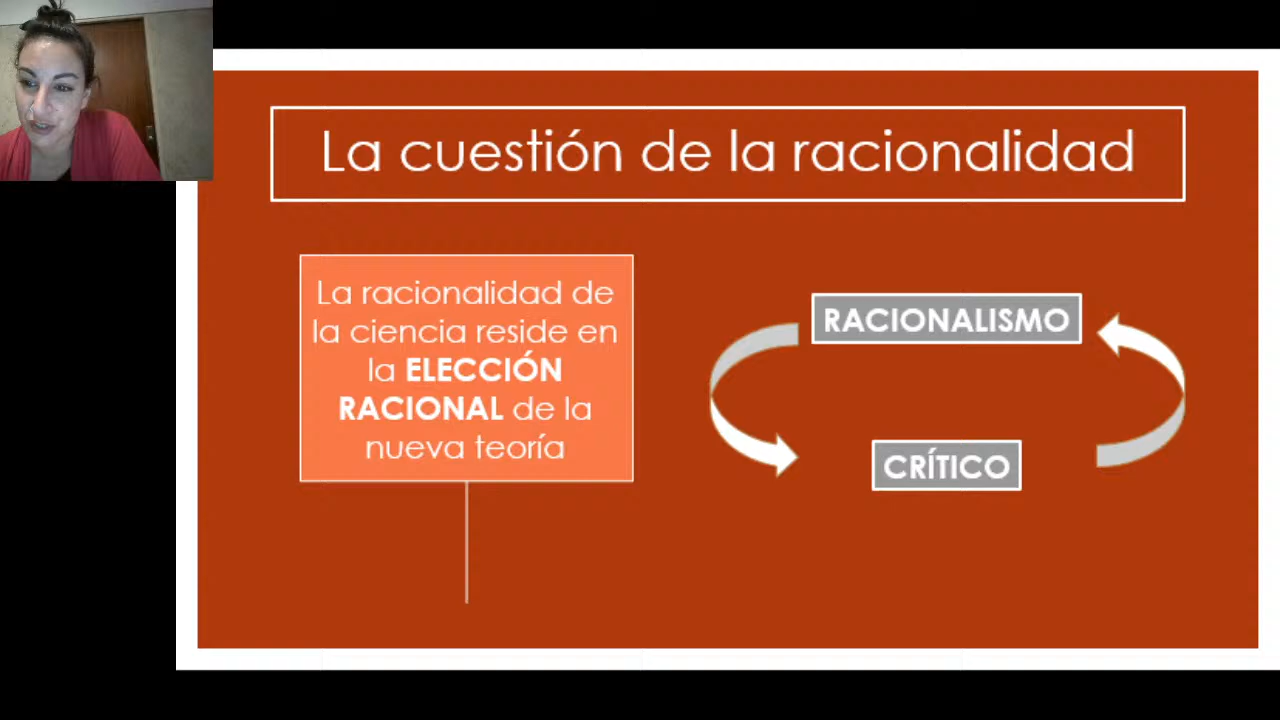 La cuestión de la racionalidad
La racionalidad de
la ciencia reside en
la ELECCIÓN
RACIONAL de la
nueva teoría
RACIONALISMO
CRÍTICO